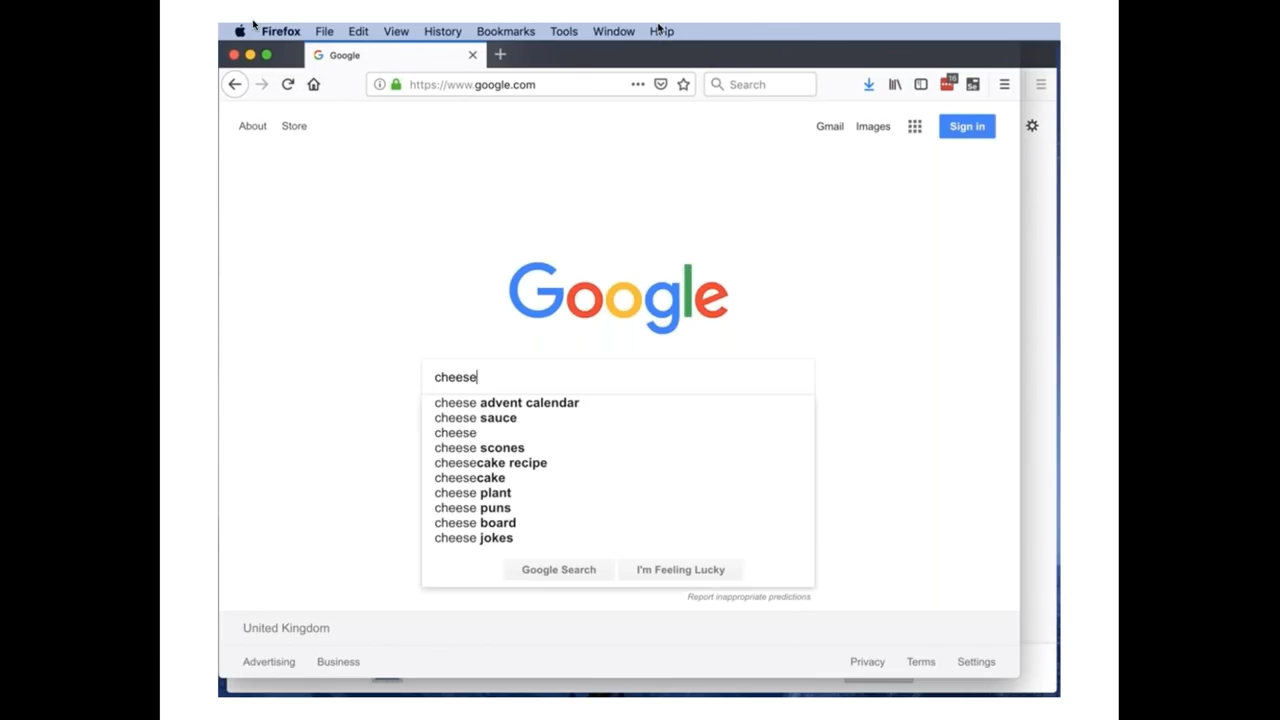 Firefox File Edit View History Bookmarks Tools Window Help
Google
https://www.google.com
Search
16
Se
About Store
Gmail Images Sign in
Google
cheese
cheese advent calendar
cheese sauce
cheese
cheese scones
cheesecake recipe
cheesecake
cheese plant
cheese puns
cheese board
cheese jokes
Google Search I'm Feeling Lucky
Report inappropriate predictions
United Kingdom
Advertising Business
Privacy Terms Settings